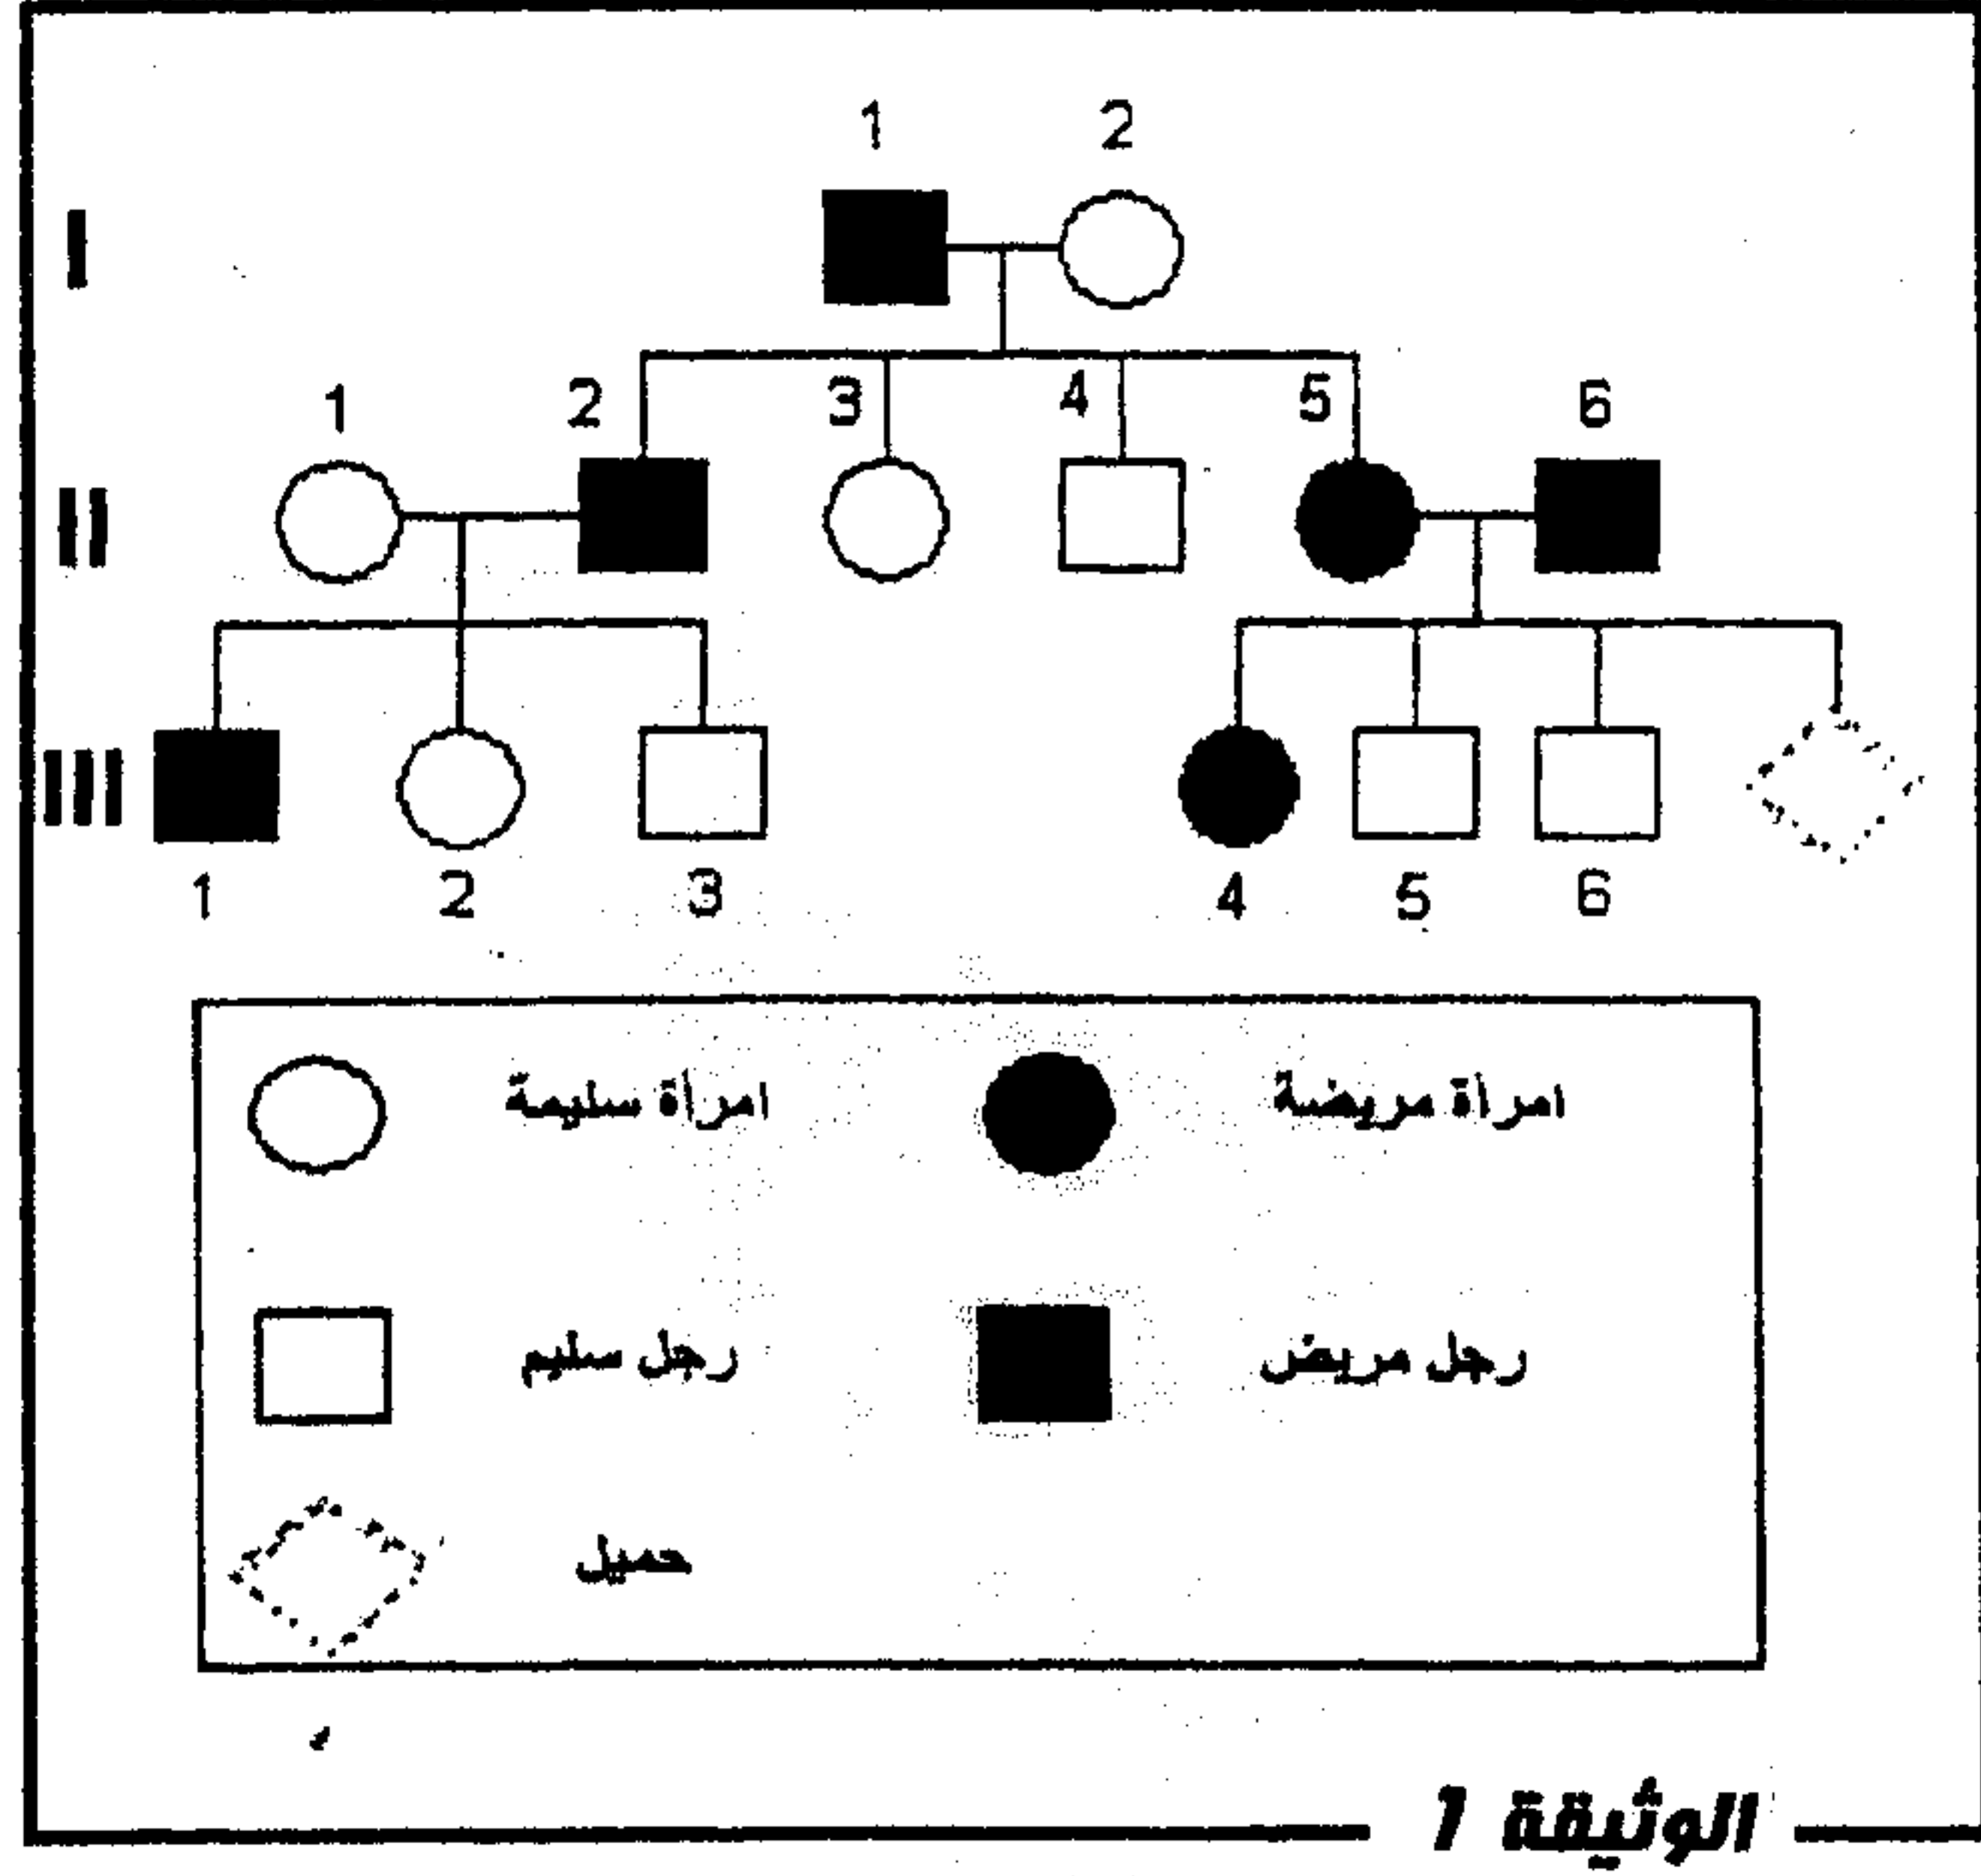 1 2
I
1 2 3 4 5 6
II
III
1 2 3 4 5 6
امرأة سليمة امرأة مريضة
رجل سليم رجل مريض
حميل
الوثيقة 1